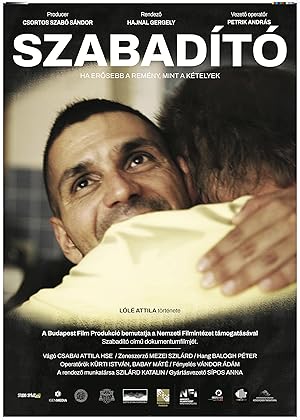 Producer
CSORTOS SZABÓ SÁNDOR
Rendező
HAJNAL GERGELY
Vezető operatőr
PETRIK ANDRÁS
SZABADÍTÓ
HA ERŐSEBB A REMÉNY, MINT A KÉTELYEK
LÓLÉ ATTILA története
A Budapest Film Produkció bemutatja a Nemzeti Filmintézet támogatásával
Szabadító című dokumentumfilmjét.
Vágó CSABAI ATTILA HSE / Zeneszerző MEZEI SZILÁRD / Hang BALOGH PÉTER
Operatőrök KÜRTI ISTVÁN, BABAY MÁTÉ / Fényelés VÁNDOR ÁDÁM
A rendező munkatársa SZILÁRD KATALIN / Gyártásvezető SÍPOS ANNA
NFI